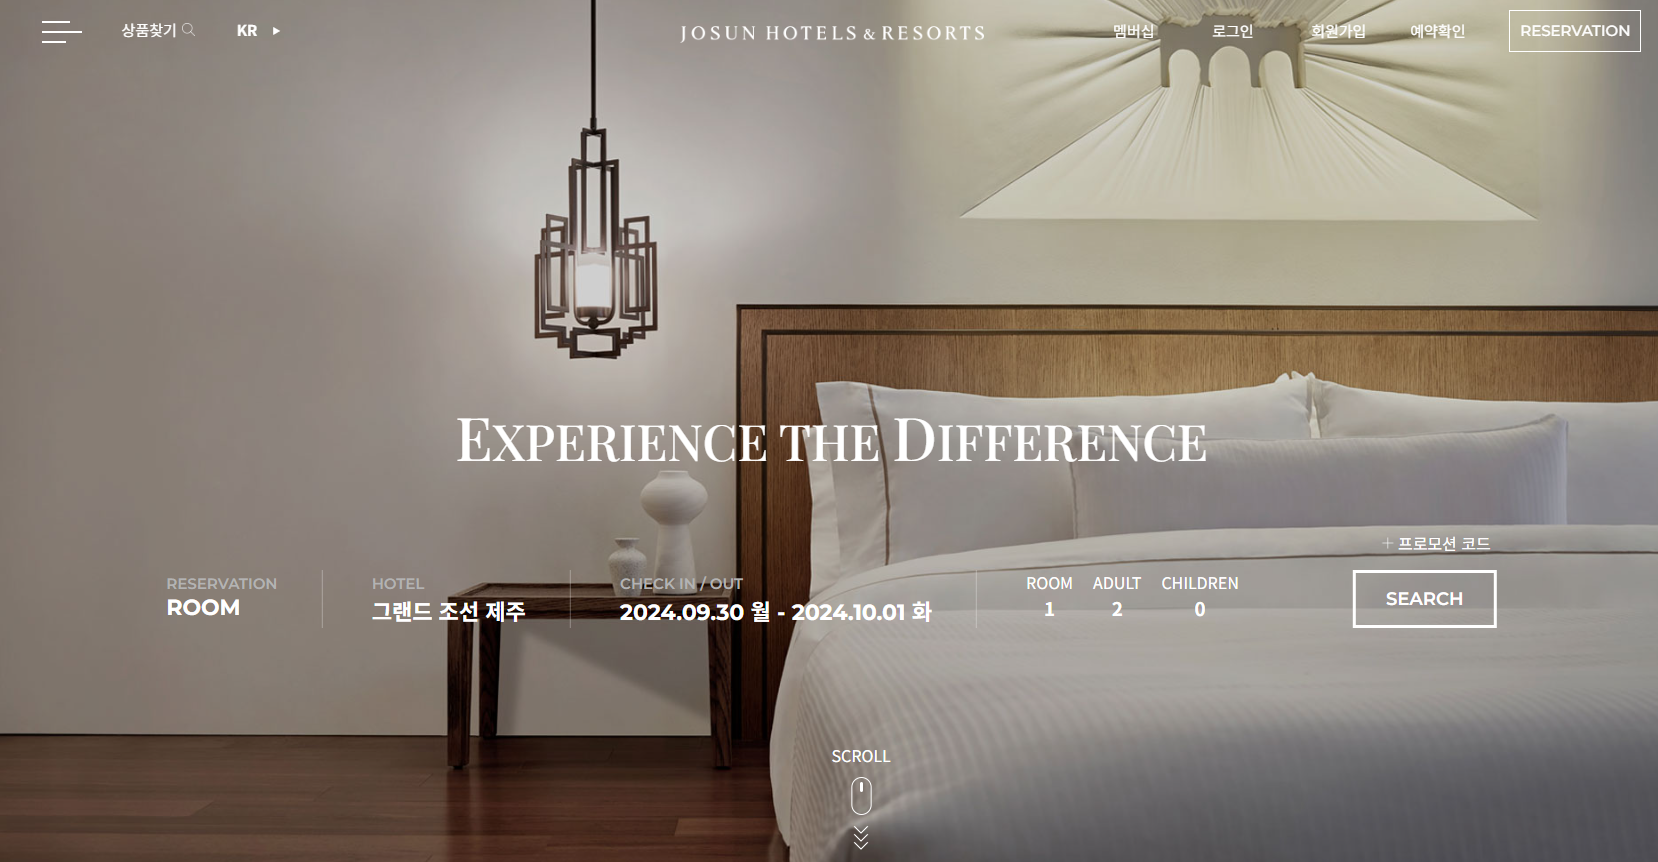 상품찾기
KR
JOSUN HOTELS & RESORTS
멤버십 로그인 회원가입 예약확인 RESERVATION
EXPERIENCE THE DIFFERENCE
+ 프로모션 코드
RESERVATION
ROOM
HOTEL
그랜드 조선 제주
CHECK IN / OUT
2024.09.30 월 - 2024.10.01 화
ROOM ADULT CHILDREN
1 2 0
SEARCH
SCROLL